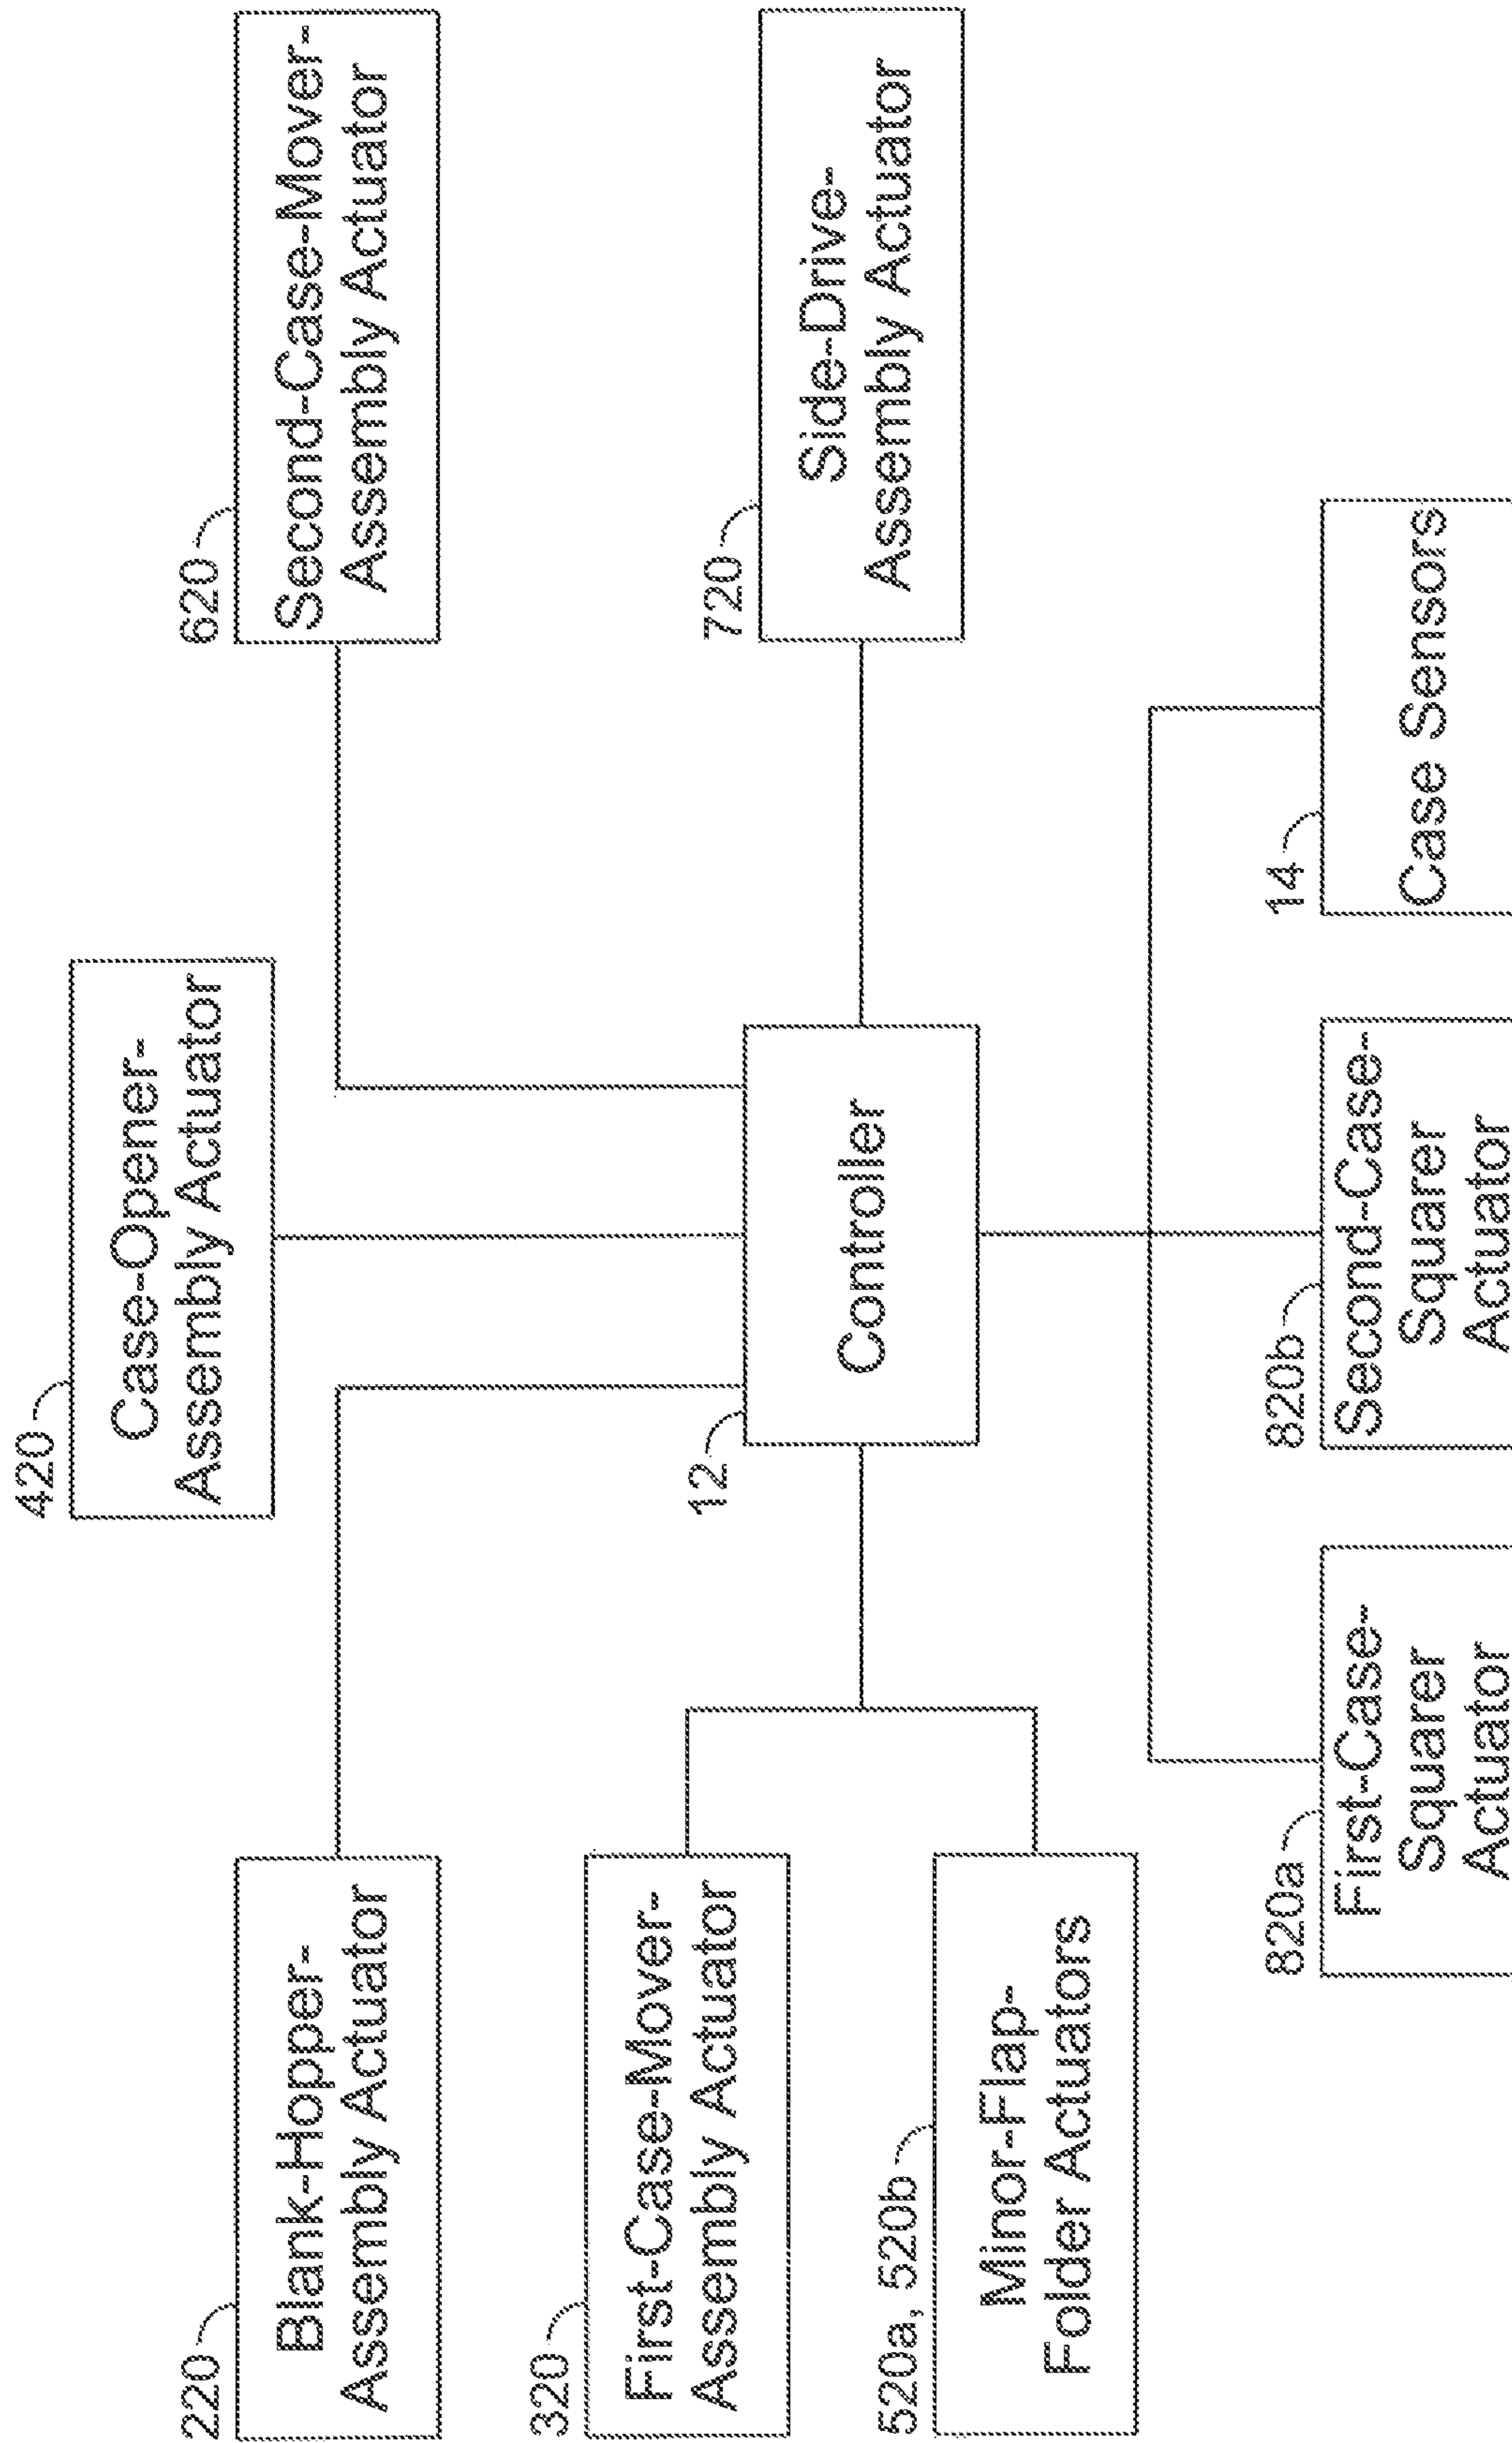 420
Case-Opener-
Assembly Actuator
220
Blank-Hopper-
Assembly Actuator
620
Second-Case-Mover-
Assembly Actuator
320
First-Case-Mover-
Assembly Actuator
12
Controller
720
Side-Drive-
Assembly Actuator
520a, 520b
Minor-Flap-
Folder Actuators
820a
First-Case-
Squarer
Actuator
820b
Second-Case-
Squarer
Actuator
14
Case Sensors